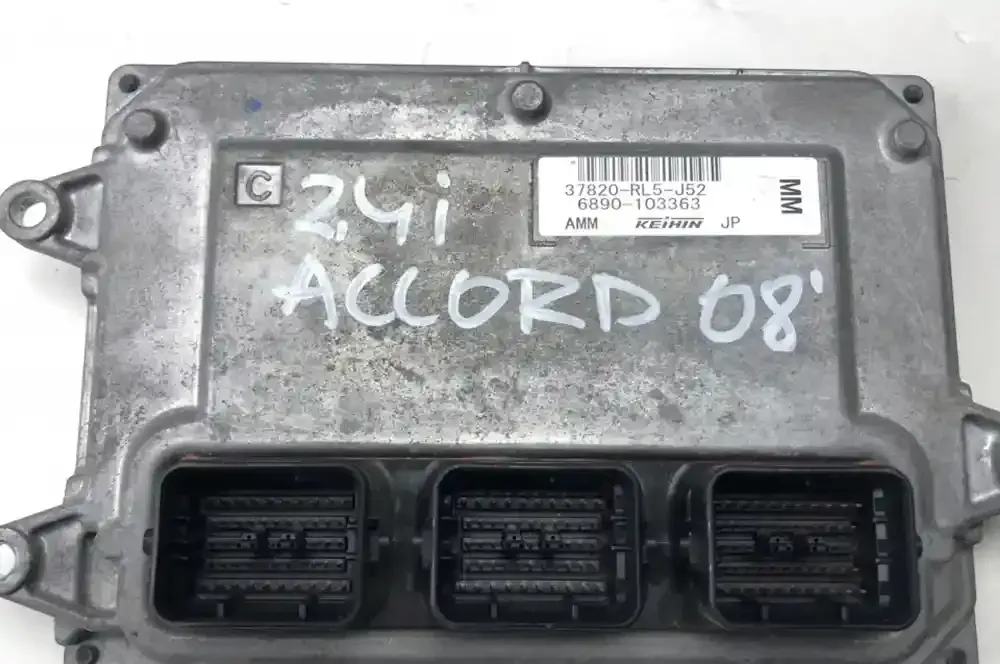 C
2,4i
37820-RL5-J52
6890-103363
AMM KEIHIN JP
MM
ACCORD 08'